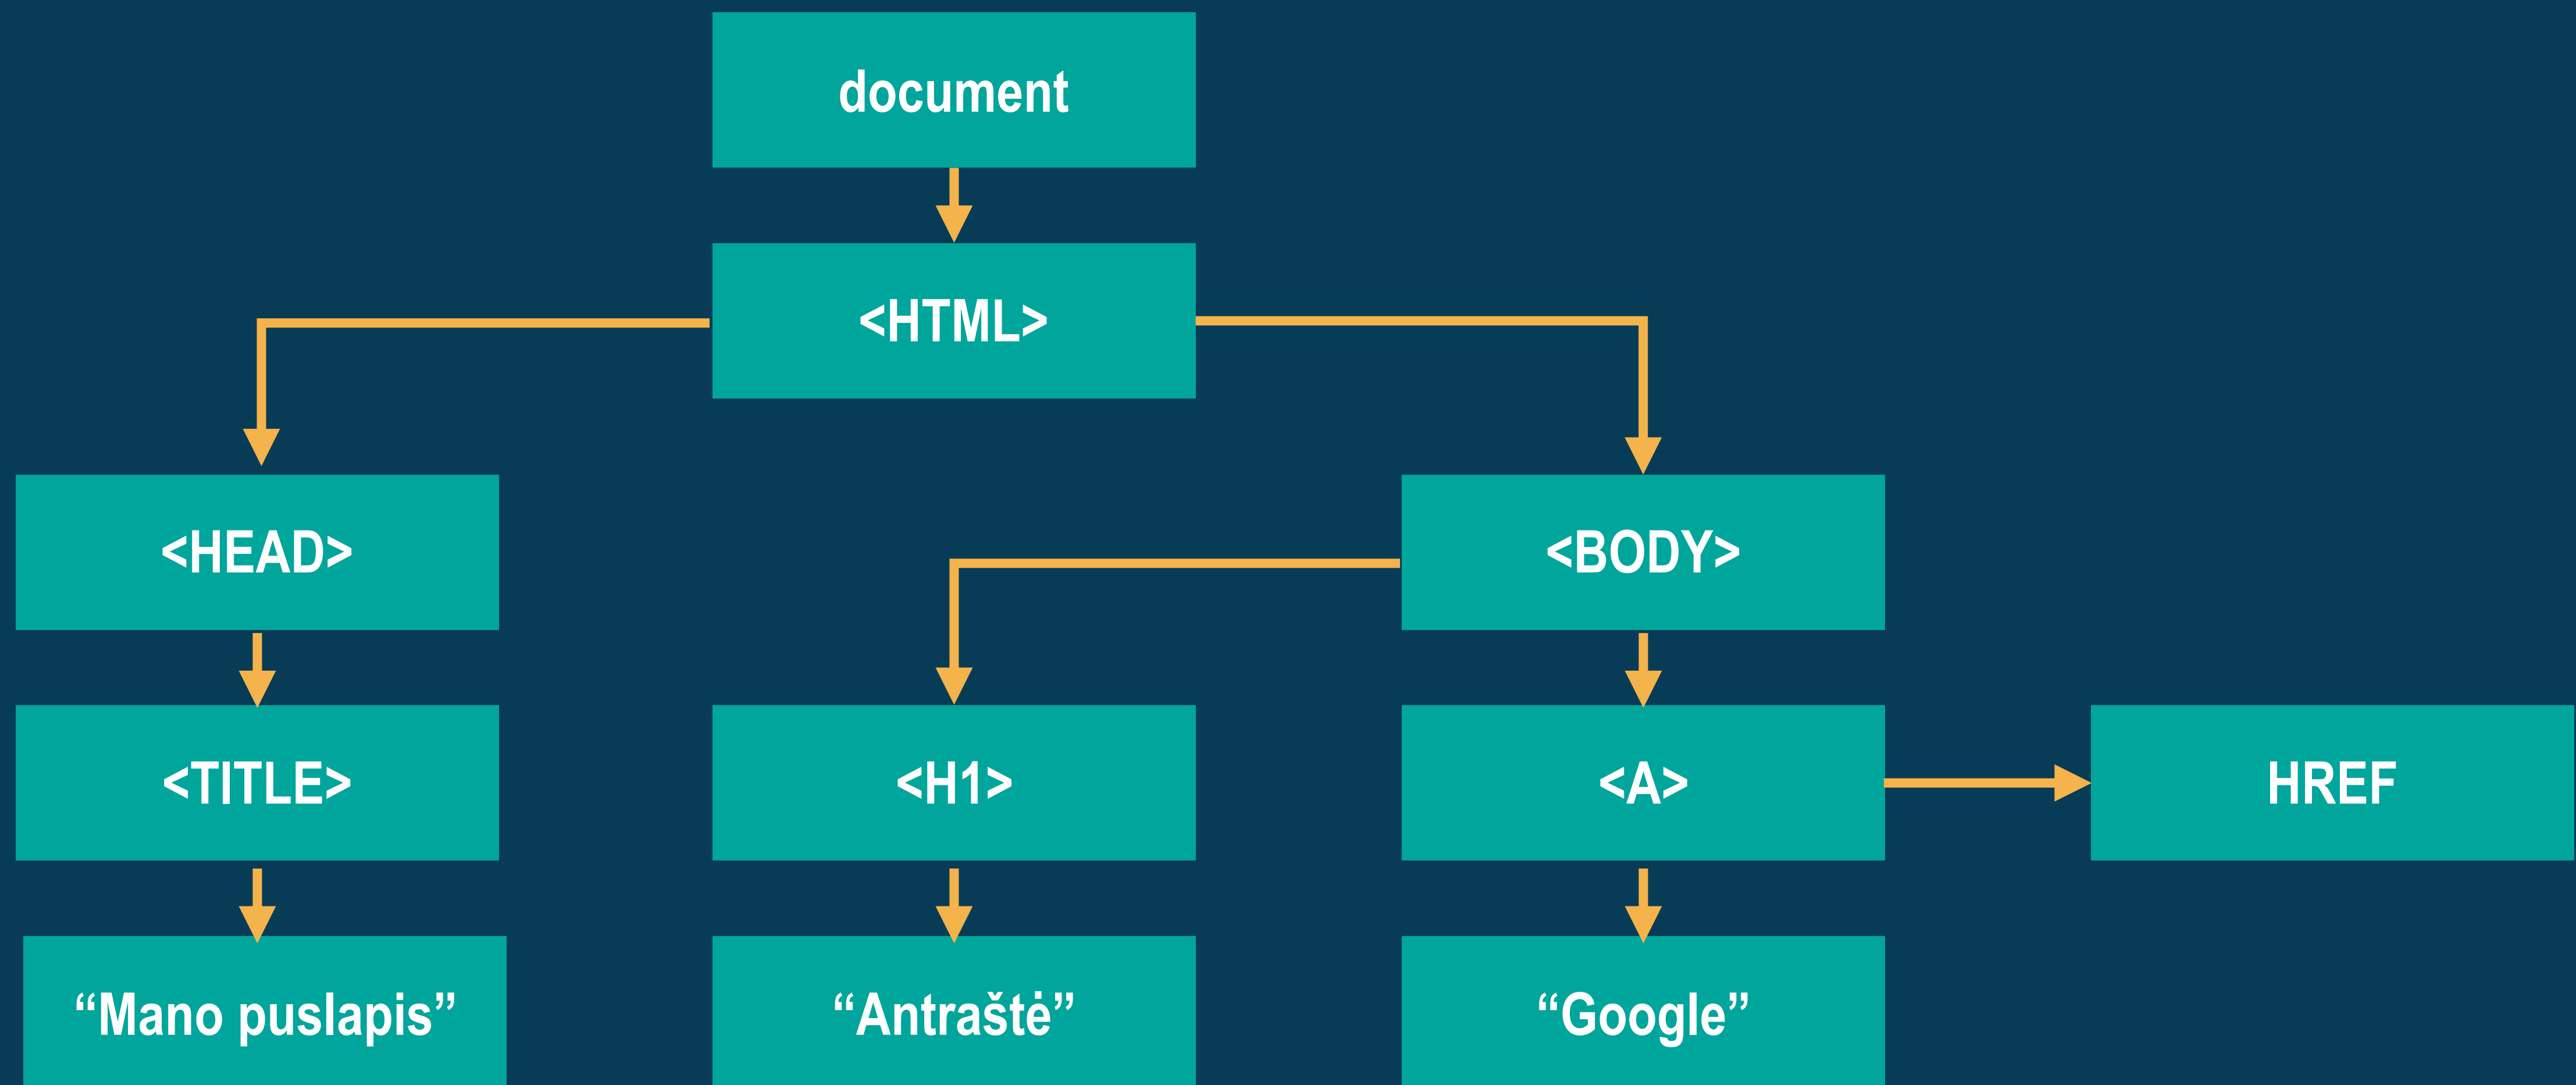 document
<HTML>
<HEAD>
<BODY>
<TITLE>
<H1>
<A>
HREF
“Mano puslapis”
“Antraštė”
“Google”